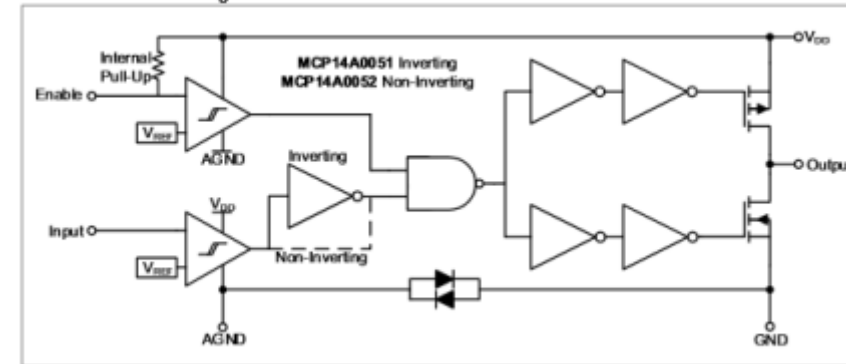 Internal
Pull-Up
MCP14A0051 Inverting
MCP14A0052 Non-Inverting
VDD
Enable
VREF
AGND
Inverting
Output
VDD
Input
Non-Inverting
VREF
AGND
GND